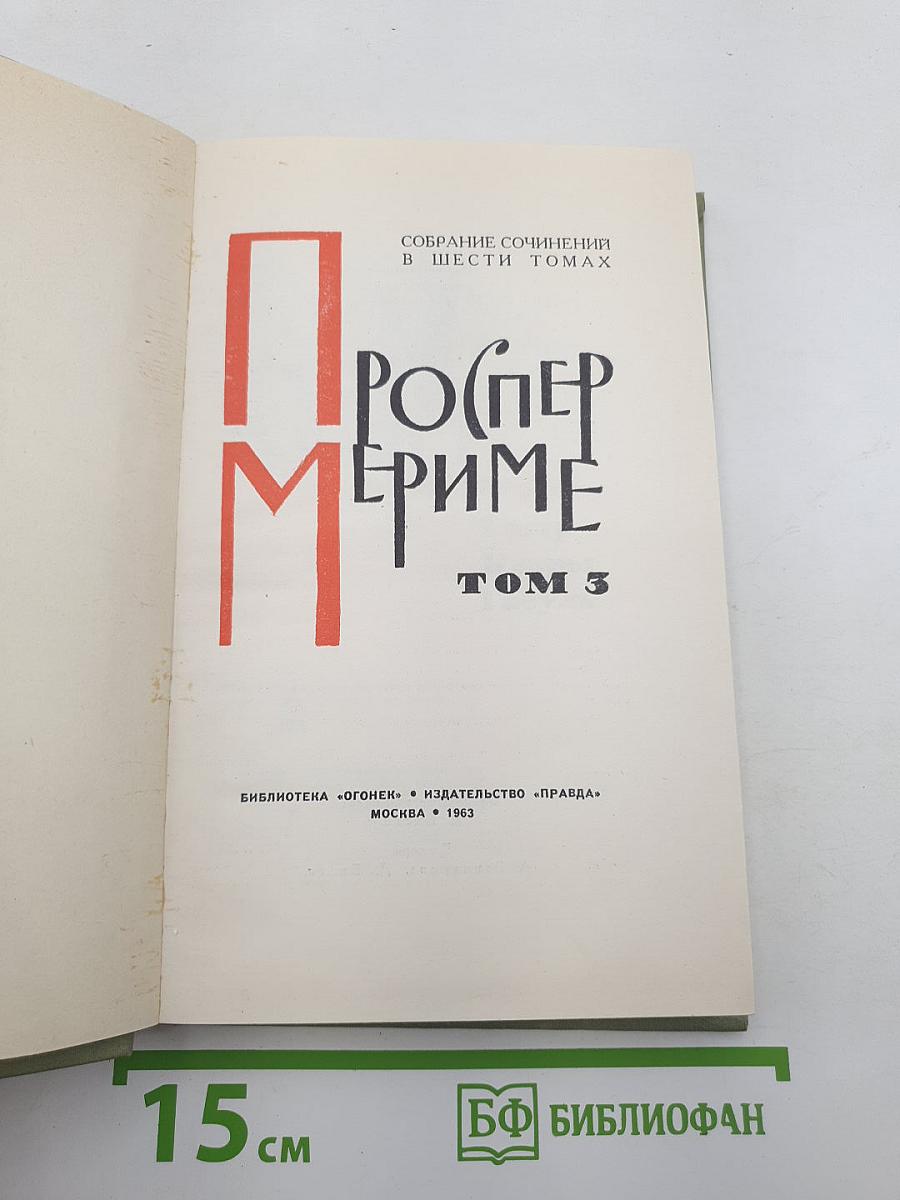 СОБРАНИЕ СОЧИНЕНИЙ
В ШЕСТИ ТОМАХ
ПРОСПЕР
МЕРИМЕ
ТОМ 3
БИБЛИОТЕКА «ОГОНЕК» • ИЗДАТЕЛЬСТВО «ПРАВДА»
МОСКВА • 1963
15 см
БФ БИБЛИОФАН